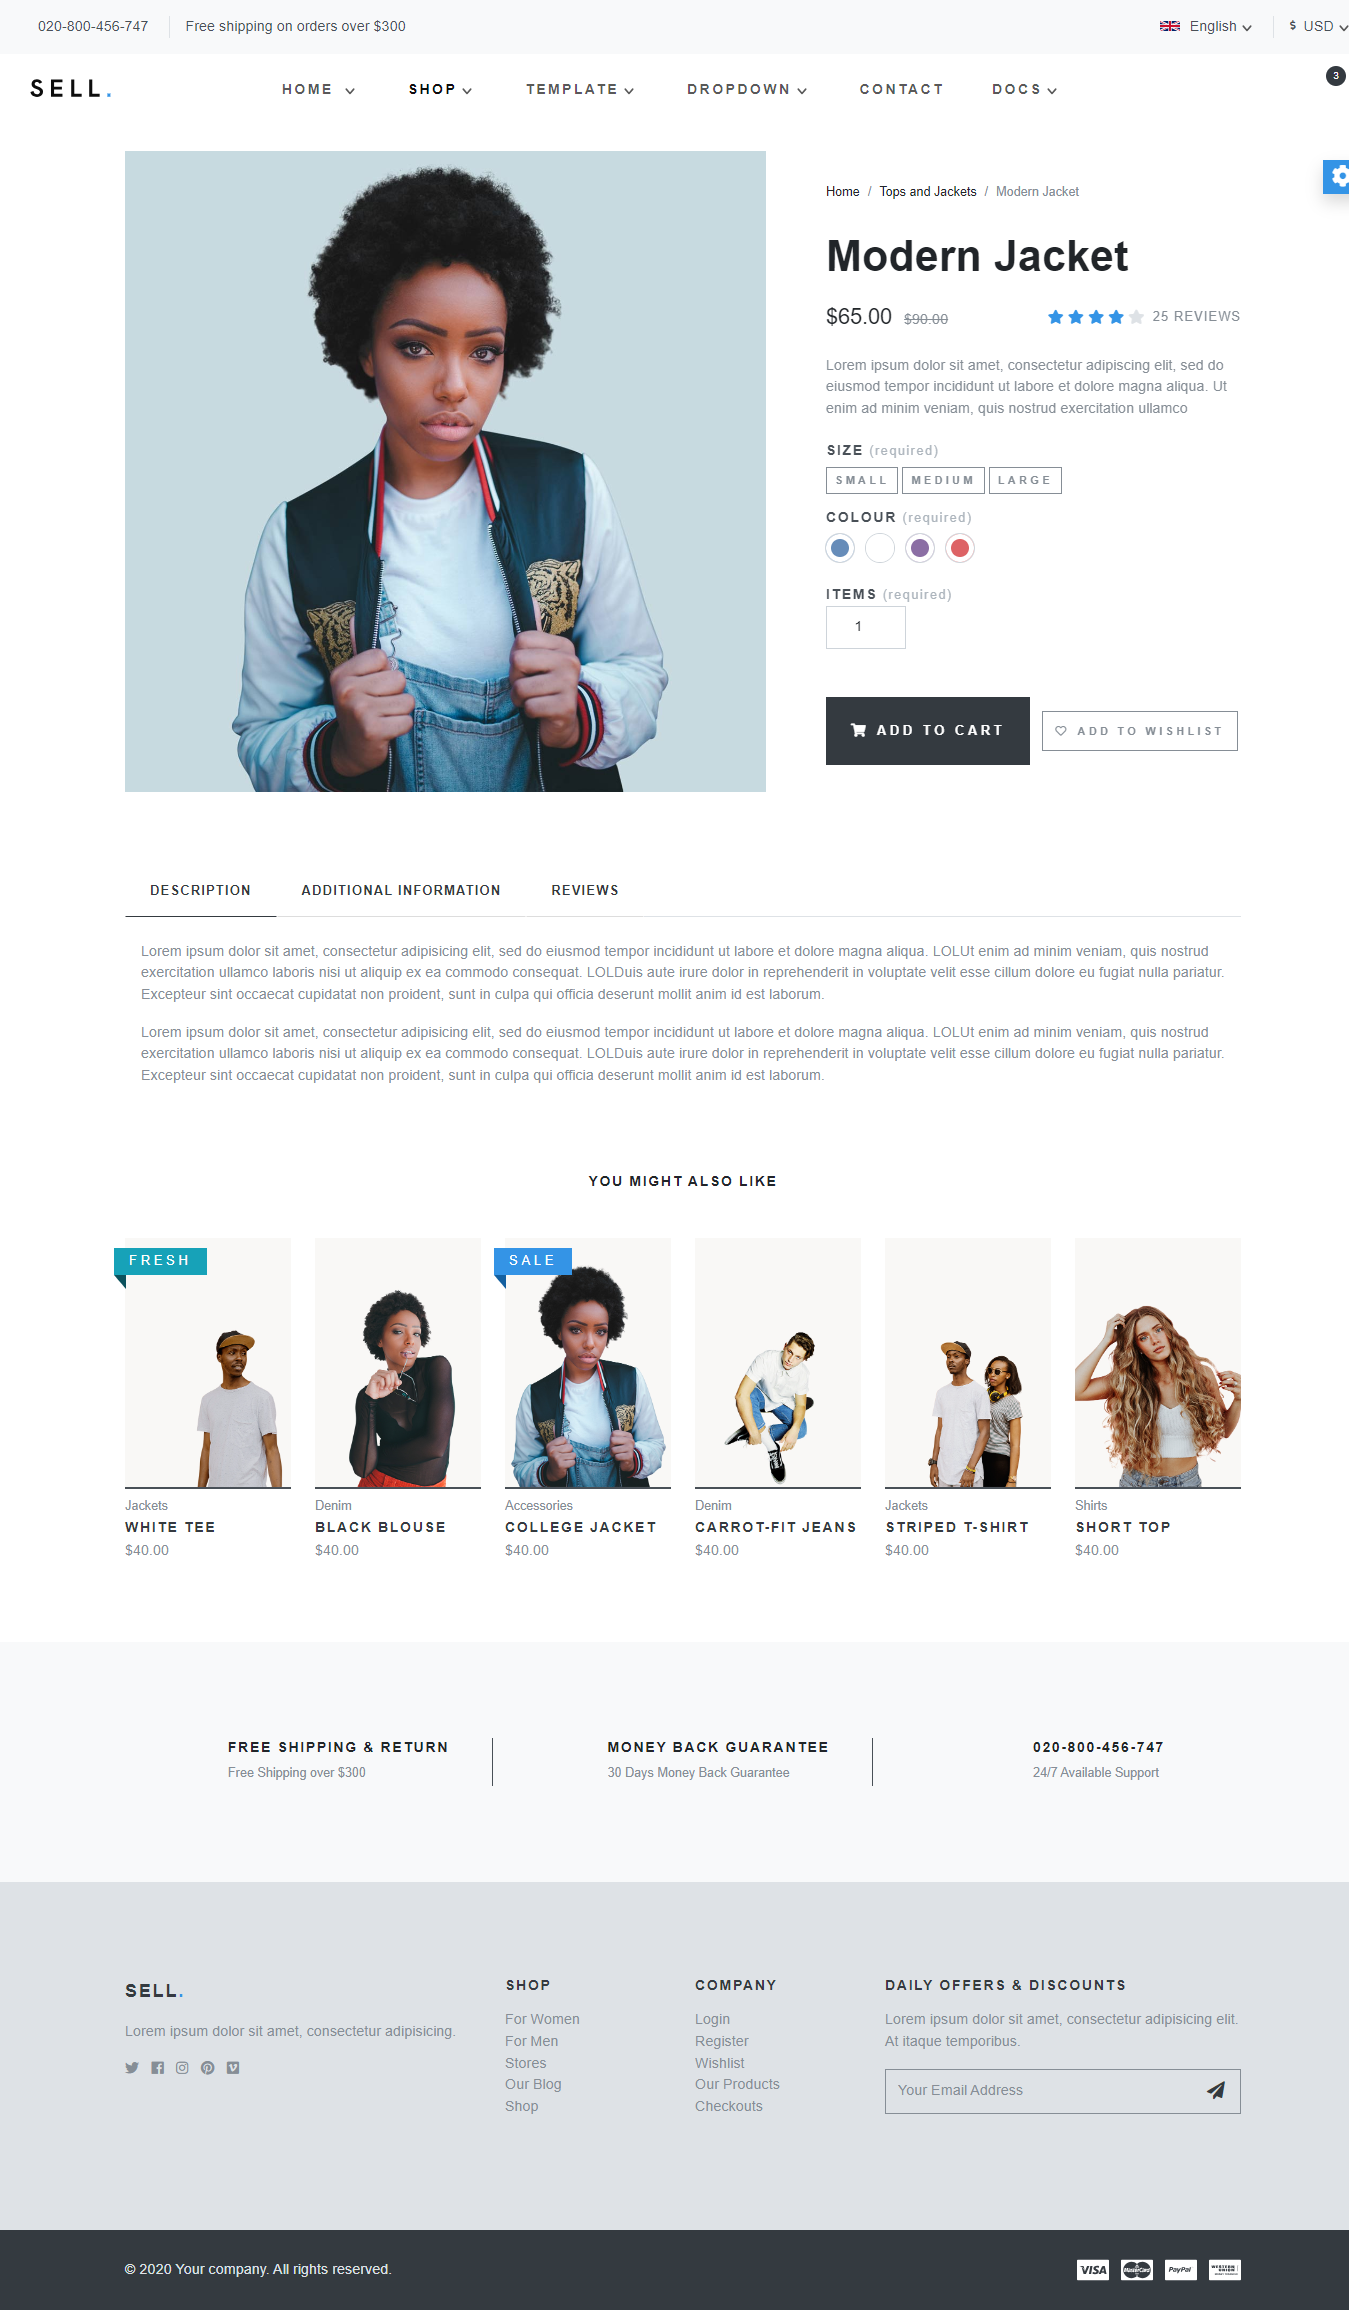 020-800-456-747
Free shipping on orders over $300
English
$ USD
SELL.
HOME
SHOP
TEMPLATE
DROPDOWN
CONTACT
DOCS
3
Home / Tops and Jackets / Modern Jacket
Modern Jacket
$65.00 $90.00
25 REVIEWS
Lorem ipsum dolor sit amet, consectetur adipiscing elit, sed do
eiusmod tempor incididunt ut labore et dolore magna aliqua. Ut
enim ad minim veniam, quis nostrud exercitation ullamco
SIZE (required)
SMALL MEDIUM LARGE
COLOUR (required)
ITEMS (required)
1
ADD TO CART
ADD TO WISHLIST
DESCRIPTION
ADDITIONAL INFORMATION
REVIEWS
Lorem ipsum dolor sit amet, consectetur adipisicing elit, sed do eiusmod tempor incididunt ut labore et dolore magna aliqua. LOLUt enim ad minim veniam, quis nostrud
exercitation ullamco laboris nisi ut aliquip ex ea commodo consequat. LOLDuis aute irure dolor in reprehenderit in voluptate velit esse cillum dolore eu fugiat nulla pariatur.
Excepteur sint occaecat cupidatat non proident, sunt in culpa qui officia deserunt mollit anim id est laborum.
Lorem ipsum dolor sit amet, consectetur adipisicing elit, sed do eiusmod tempor incididunt ut labore et dolore magna aliqua. LOLUt enim ad minim veniam, quis nostrud
exercitation ullamco laboris nisi ut aliquip ex ea commodo consequat. LOLDuis aute irure dolor in reprehenderit in voluptate velit esse cillum dolore eu fugiat nulla pariatur.
Excepteur sint occaecat cupidatat non proident, sunt in culpa qui officia deserunt mollit anim id est laborum.
YOU MIGHT ALSO LIKE
FRESH
Jackets
WHITE TEE
$40.00
Denim
BLACK BLOUSE
$40.00
SALE
Accessories
COLLEGE JACKET
$40.00
Denim
CARROT-FIT JEANS
$40.00
Jackets
STRIPED T-SHIRT
$40.00
Shirts
SHORT TOP
$40.00
FREE SHIPPING & RETURN
Free Shipping over $300
MONEY BACK GUARANTEE
30 Days Money Back Guarantee
020-800-456-747
24/7 Available Support
SELL.
Lorem ipsum dolor sit amet, consectetur adipisicing.
SHOP
For Women
For Men
Stores
Our Blog
Shop
COMPANY
Login
Register
Wishlist
Our Products
Checkouts
DAILY OFFERS & DISCOUNTS
Lorem ipsum dolor sit amet, consectetur adipisicing elit.
At itaque temporibus.
Your Email Address
© 2020 Your company. All rights reserved.
VISA
MasterCard
PayPal
WESTERN
UNION